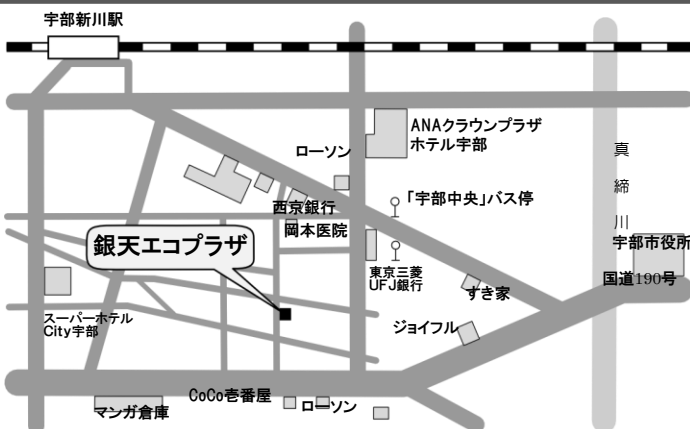 宇部新川駅
ANAクラウンプラザ
ホテル宇部
ローソン
真締川
「宇部中央」バス停
西京銀行
岡本医院
宇部市役所
銀天エコプラザ
東京三菱
UFJ銀行
国道190号
すき家
スーパーホテル
City宇部
ジョイフル
CoCo壱番屋
ローソン
マンガ倉庫